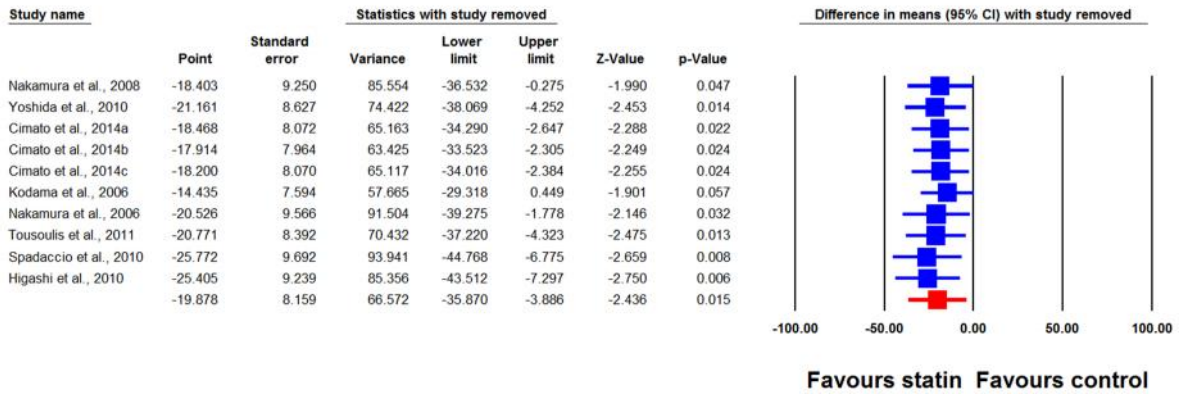 Study name Statistics with study removed Difference in means (95% CI) with study removed
Standard Lower Upper
Point error Variance limit limit Z-Value p-Value
Nakamura et al., 2008 -18.403 9.250 85.554 -36.532 -0.275 -1.990 0.047
Yoshida et al., 2010 -21.161 8.627 74.422 -38.069 -4.252 -2.453 0.014
Cimato et al., 2014a -18.468 8.072 65.163 -34.290 -2.647 -2.288 0.022
Cimato et al., 2014b -17.914 7.964 63.425 -33.523 -2.305 -2.249 0.024
Cimato et al., 2014c -18.200 8.070 65.117 -34.016 -2.384 -2.255 0.024
Kodama et al., 2006 -14.435 7.594 57.665 -29.318 0.449 -1.901 0.057
Nakamura et al., 2006 -20.526 9.566 91.504 -39.275 -1.778 -2.146 0.032
Tousoulis et al., 2011 -20.771 8.392 70.432 -37.220 -4.323 -2.475 0.013
Spadaccio et al., 2010 -25.772 9.692 93.941 -44.768 -6.775 -2.659 0.008
Higashi et al., 2010 -25.405 9.239 85.356 -43.512 -7.297 -2.750 0.006
-19.878 8.159 66.572 -35.870 -3.886 -2.436 0.015
-100.00 -50.00 0.00 50.00 100.00
Favours statin Favours control